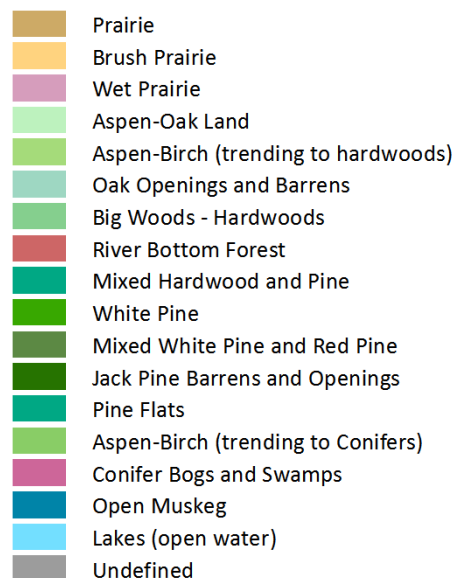 Prairie
Brush Prairie
Wet Prairie
Aspen-Oak Land
Aspen-Birch (trending to hardwoods)
Oak Openings and Barrens
Big Woods - Hardwoods
River Bottom Forest
Mixed Hardwood and Pine
White Pine
Mixed White Pine and Red Pine
Jack Pine Barrens and Openings
Pine Flats
Aspen-Birch (trending to Conifers)
Conifer Bogs and Swamps
Open Muskeg
Lakes (open water)
Undefined